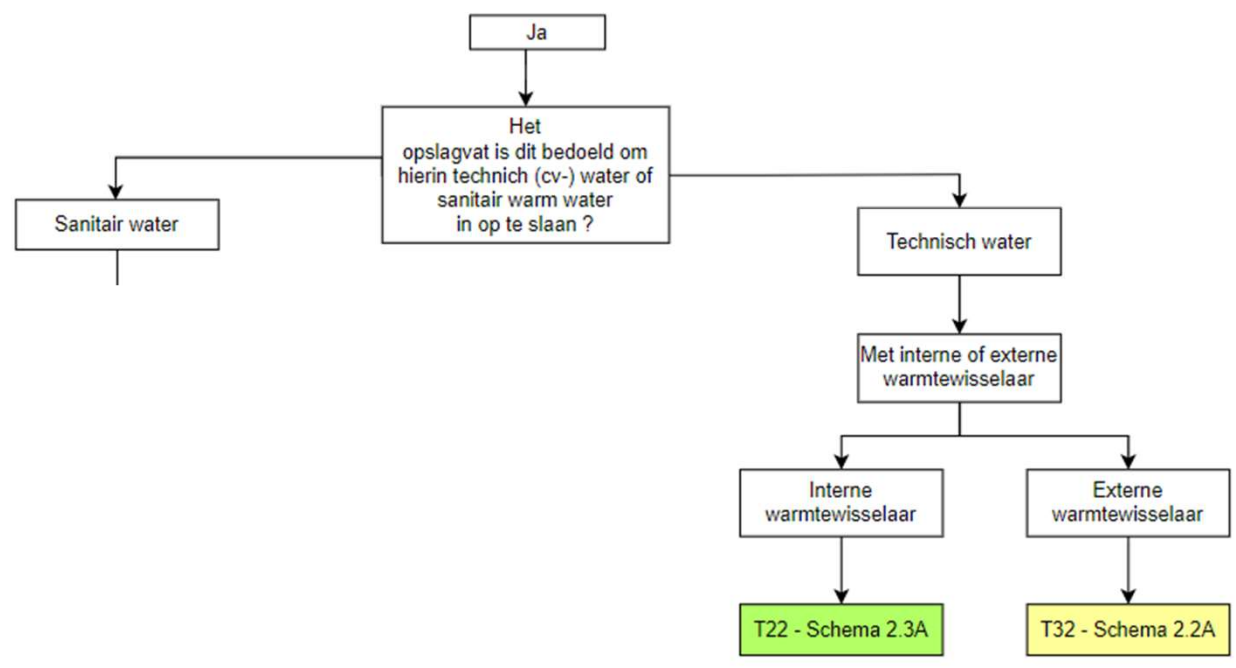 Ja
Het
opslagvat is dit bedoeld om
hierin technich (cv-) water of
sanitair warm water
in op te slaan ?
Sanitair water
Technisch water
Met interne of externe
warmtewisselaar
Interne
warmtewisselaar
Externe
warmtewisselaar
T22 - Schema 2.3A
T32 - Schema 2.2A